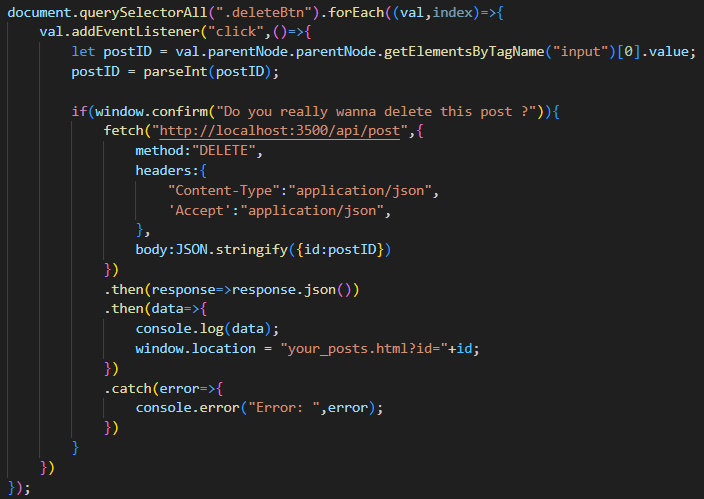 document.querySelectorAll(".deleteBtn").forEach((val,index)=>{
    val.addEventListener("click",()=>{
        let postID = val.parentNode.parentNode.getElementsByTagName("input")[0].value;
        postID = parseInt(postID);

        if(window.confirm("Do you really wanna delete this post ?")){
            fetch("http://localhost:3500/api/post",{
                method:"DELETE",
                headers:{
                    "Content-Type":"application/json",
                    'Accept':"application/json",
                },
                body:JSON.stringify({id:postID})
            })
            .then(response=>response.json())
            .then(data=>{
                console.log(data);
                window.location = "your_posts.html?id="+id;
            })
            .catch(error=>{
                console.error("Error: ",error);
            })
        }
    })
});